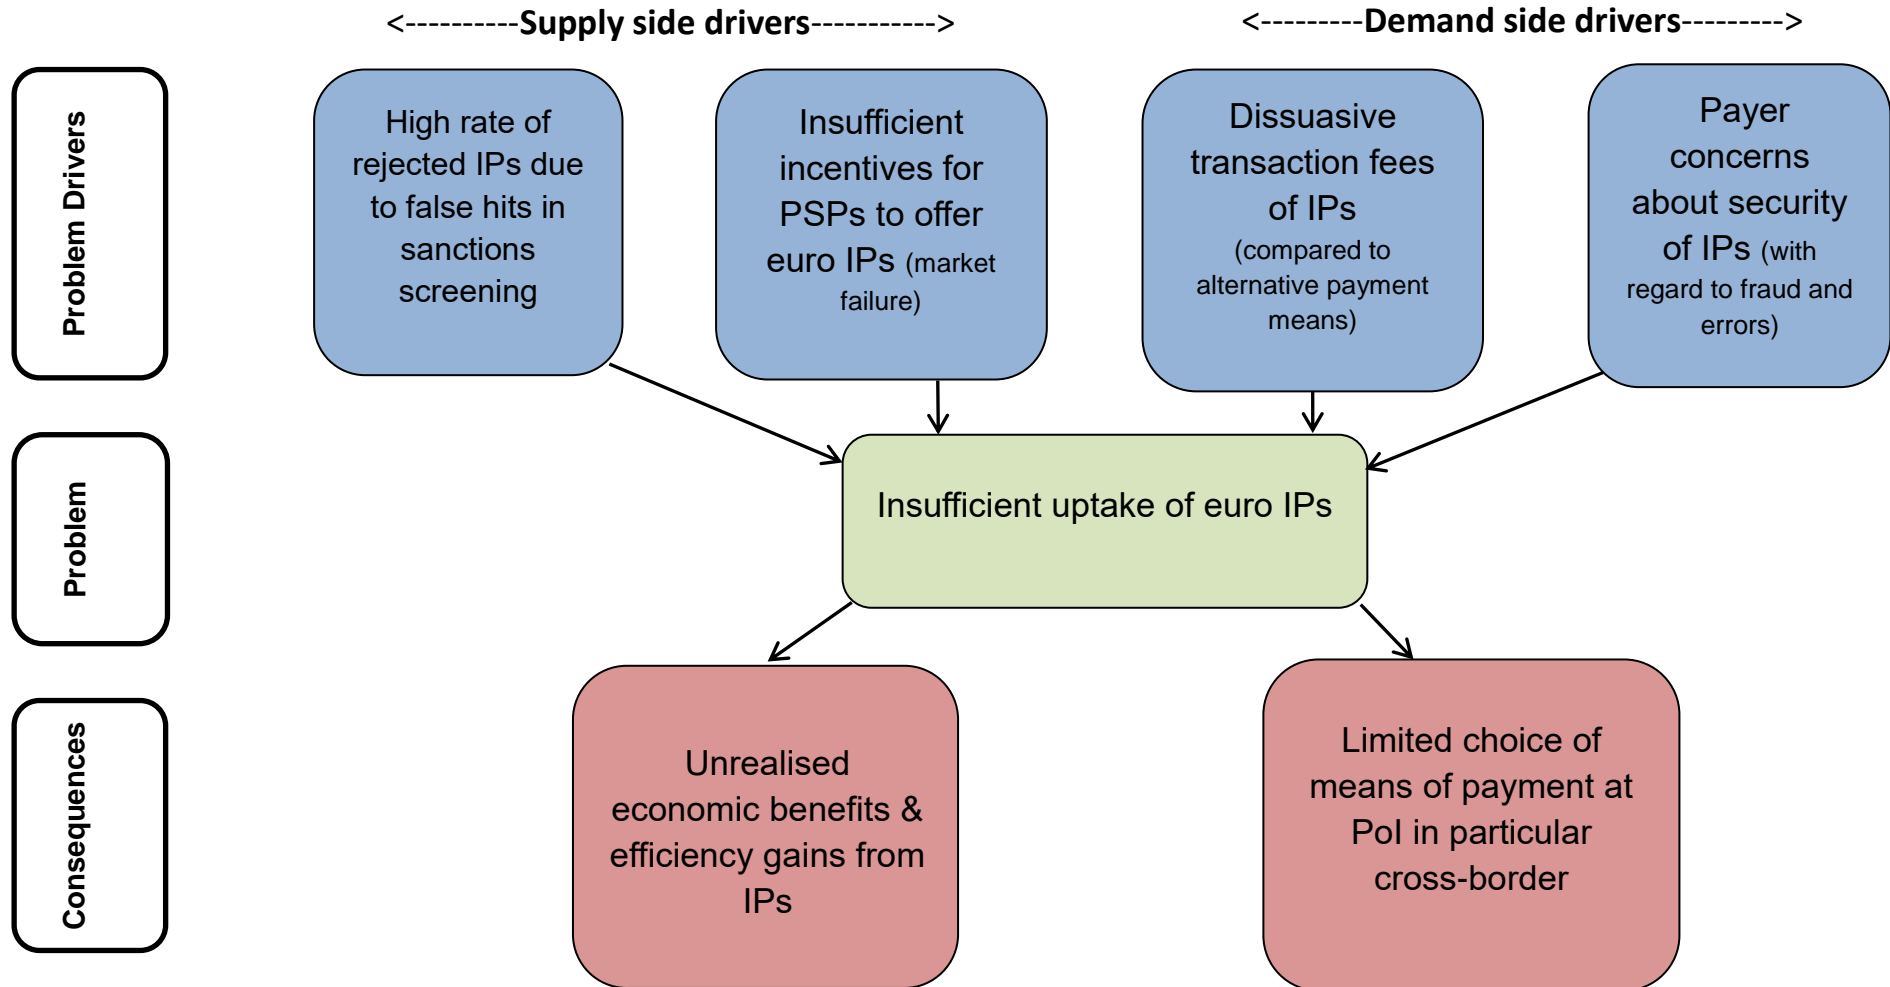 <----------Supply side drivers----------->
<---------Demand side drivers--------->
Problem Drivers
High rate of
rejected IPs due
to false hits in
sanctions
screening
Insufficient
incentives for
PSPs to offer
euro IPs (market
failure)
Dissuasive
transaction fees
of IPs
(compared to
alternative payment
means)
Payer
concerns
about security
of IPs (with
regard to fraud and
errors)
Problem
Insufficient uptake of euro IPs
Consequences
Unrealised
economic benefits &
efficiency gains from
IPs
Limited choice of
means of payment at
PoI in particular
cross-border